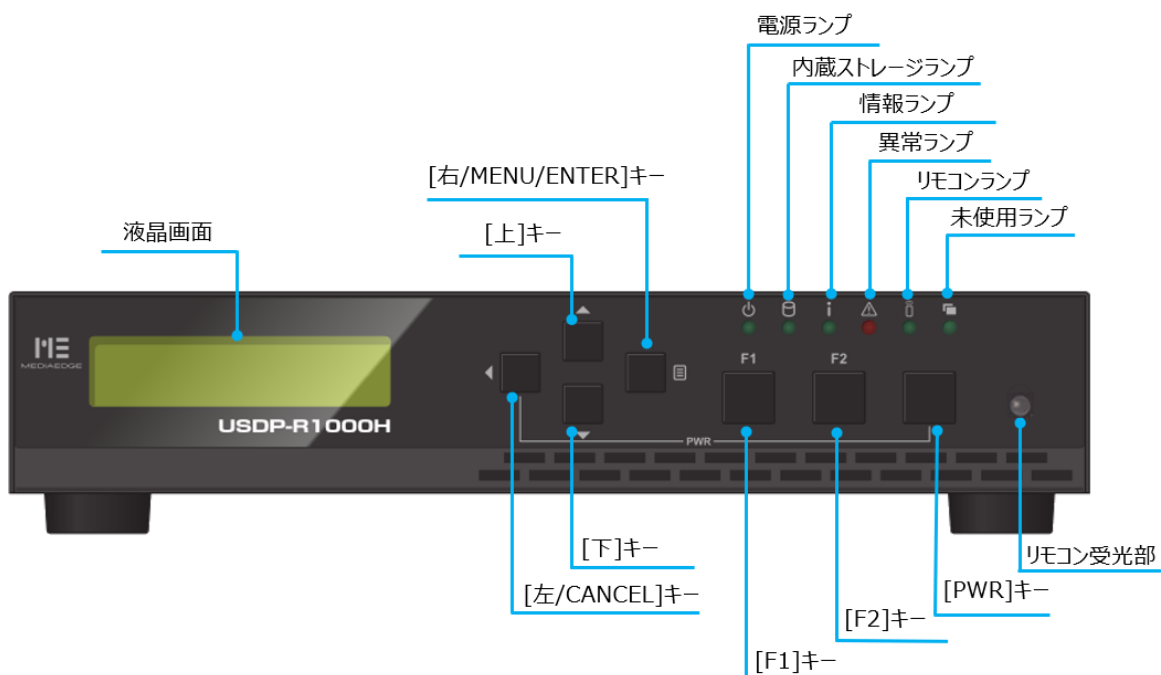 電源ランプ
内蔵ストレージランプ
情報ランプ
異常ランプ
[右/MENU/ENTER]キー
リモコンランプ
未使用ランプ
液晶画面
[上]キー
ME
MEDIAEDGE
F1
F2
USDP-R1000H
PWR
[下]キー
リモコン受光部
[左/CANCEL]キー
[PWR]キー
[F2]キー
[F1]キー